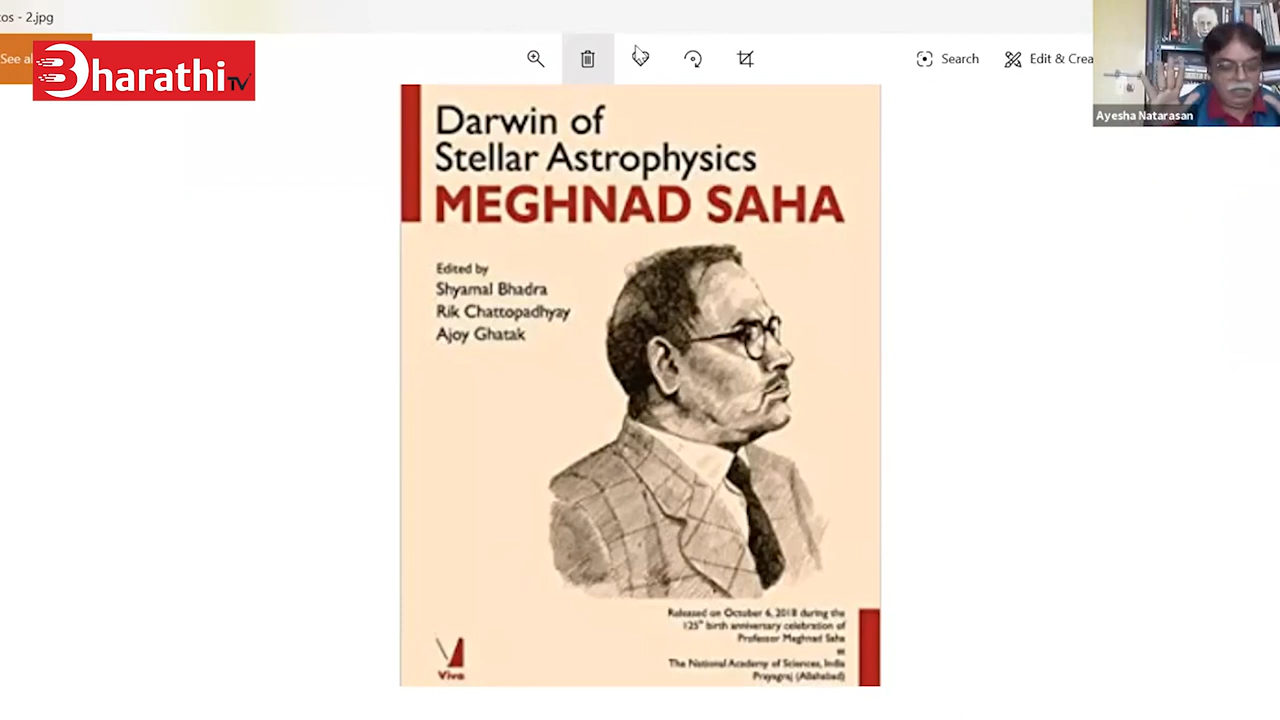 tos - 2.jpg
See al
Bharathi TV
Search
Edit & Crea
Ayesha Natarasan
Darwin of
Stellar Astrophysics
MEGHNAD SAHA
Edited by
Shyamal Bhadra
Rik Chattopadhyay
Ajoy Ghatak
Released on October 6, 2018 during the
125th birth anniversary celebration of
Professor Meghnad Saha
at
The National Academy of Sciences, India
Prayagraj (Allahabad)
Viva